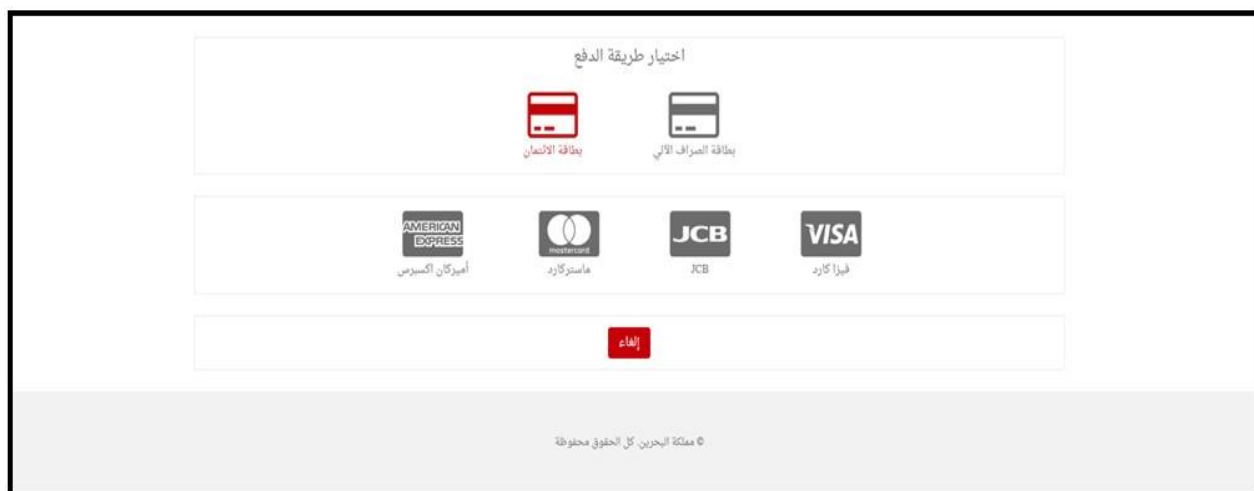 اختيار طريقة الدفع
بطاقة الصراف الآلي
بطاقة الائتمان
VISA
فيزا كارد
JCB
JCB
mastercard
ماستركارد
AMERICAN
EXPRESS
أميركان اكسبرس
إلغاء
© مملكة البحرين. كل الحقوق محفوظة